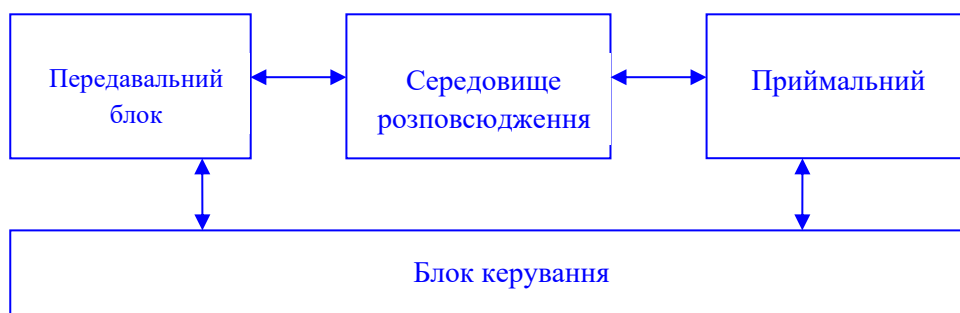 Передавальний
блок
Середовище
розповсюдження
Приймальний
Блок керування